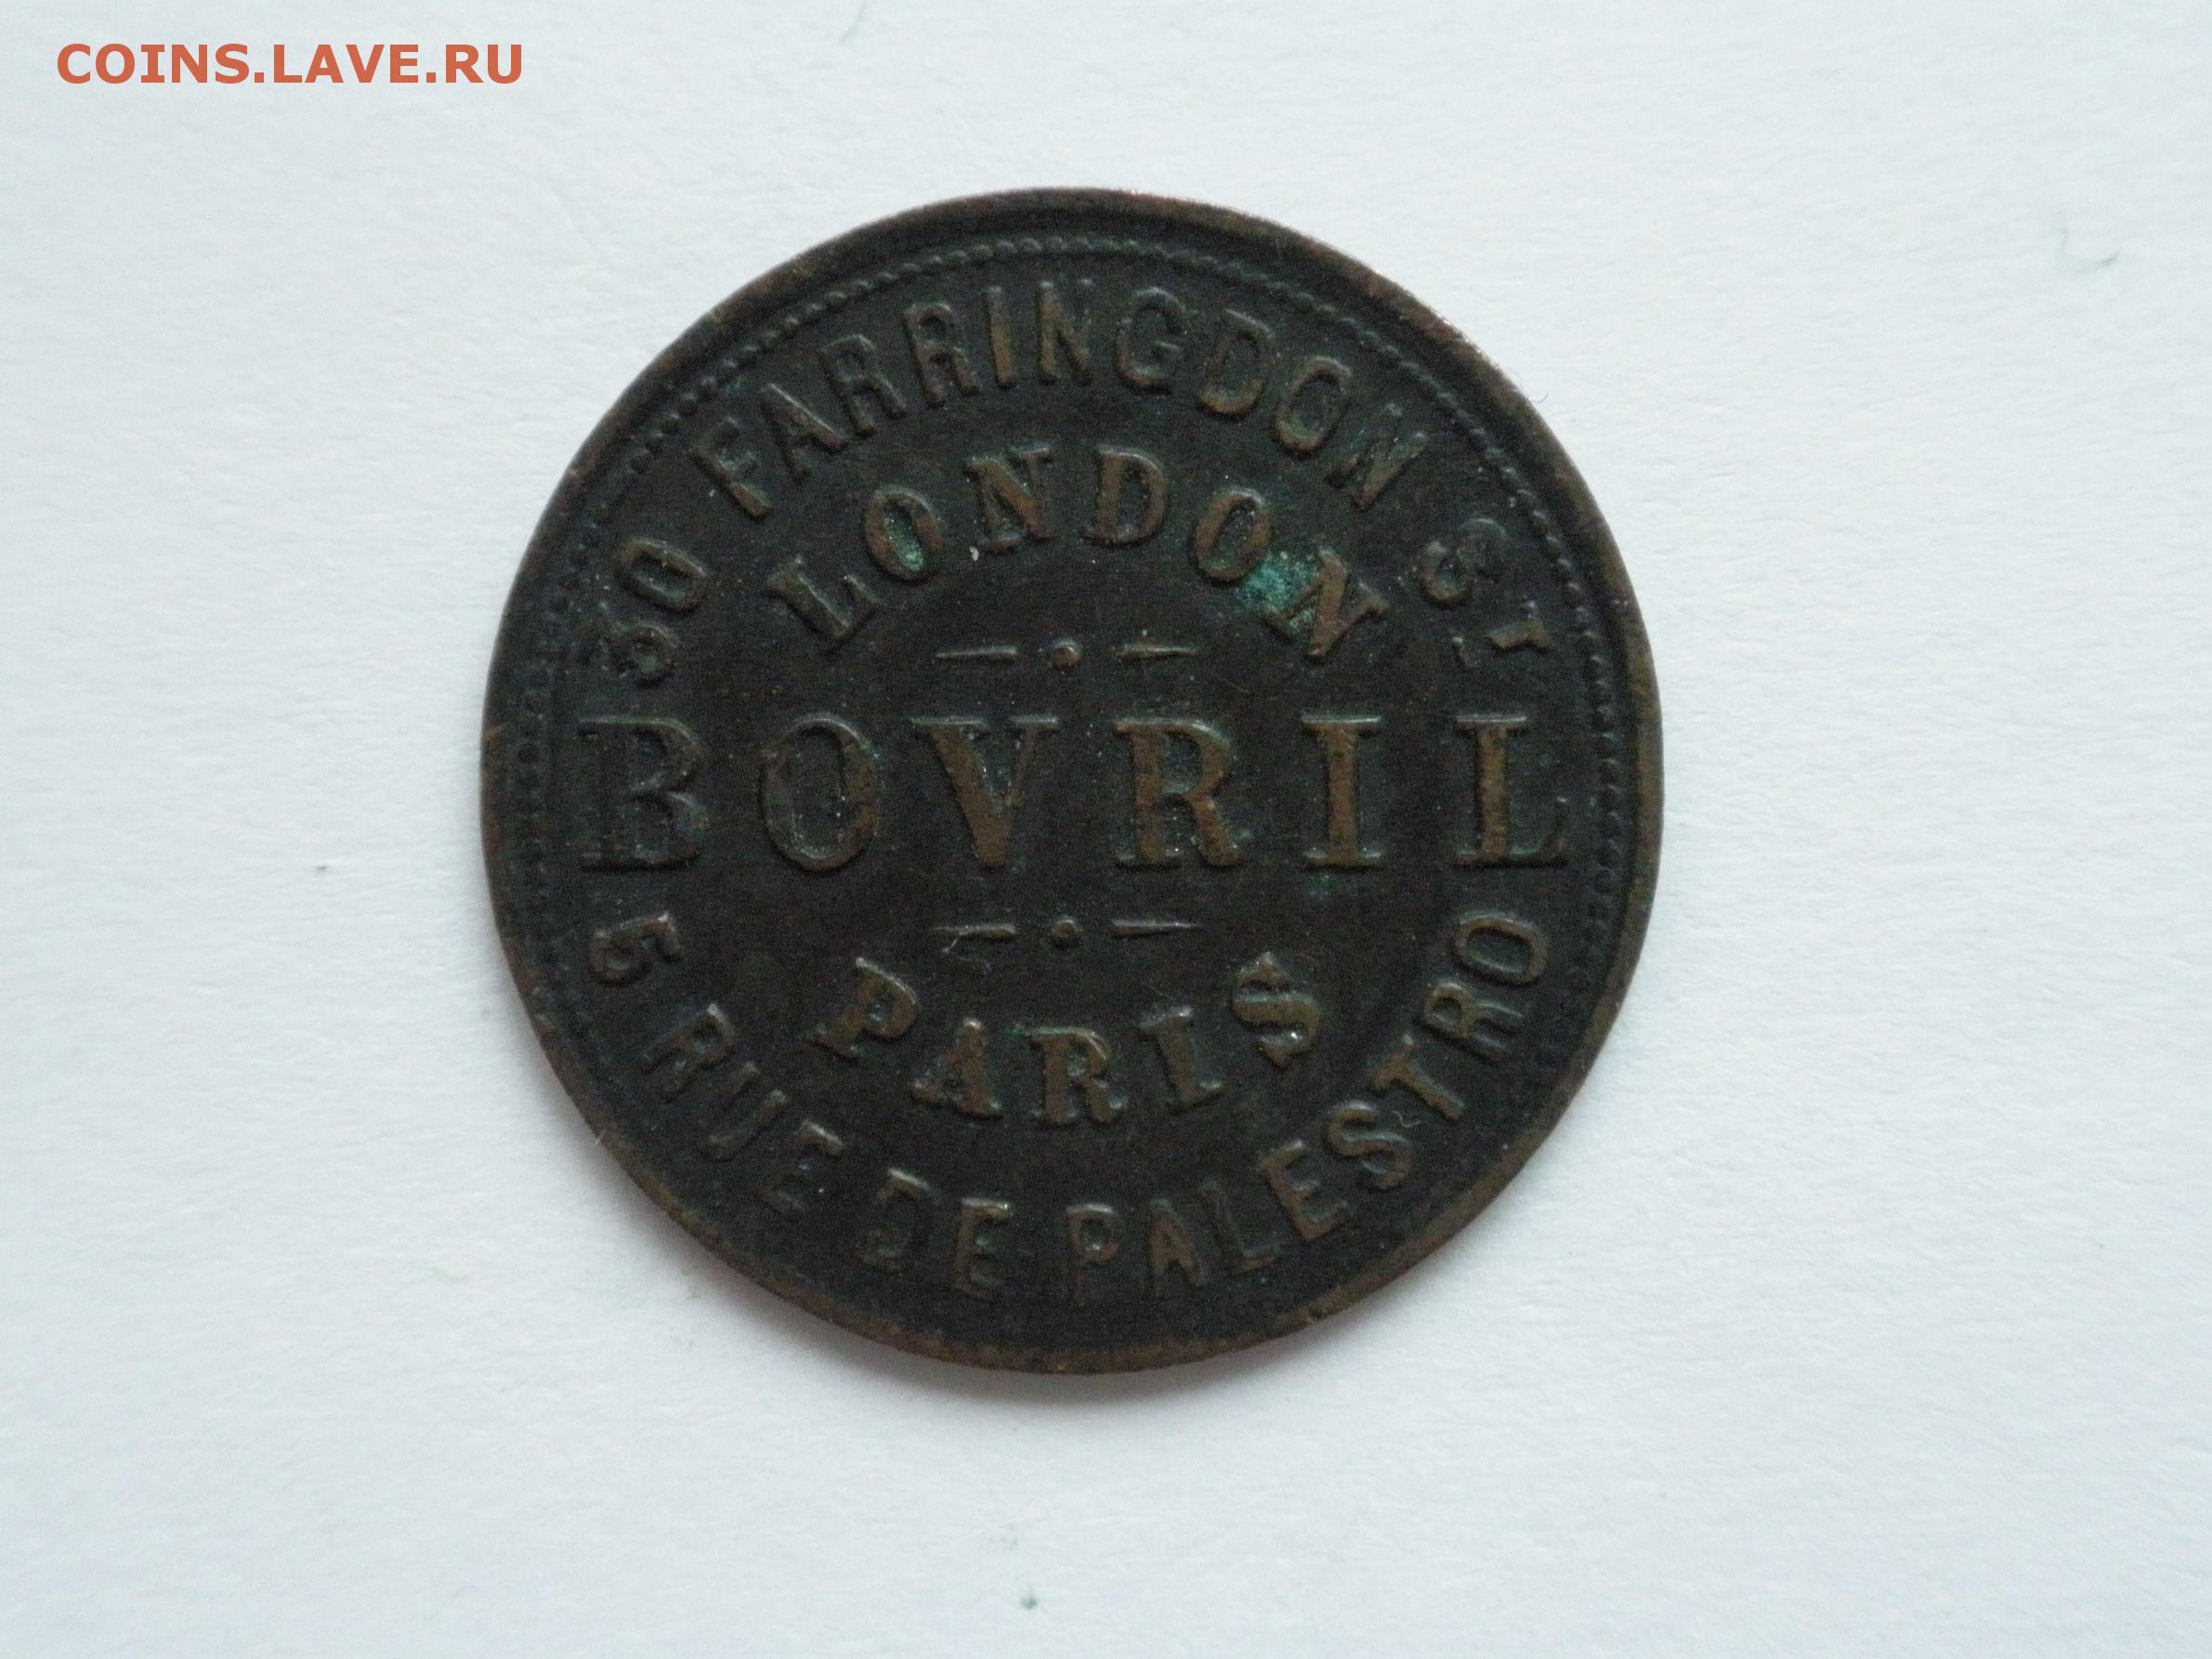 COINS.LAVE.RU
30 FARRINGDON ST
LONDON
BOVRIL
PARIS
5 RUE DE PALESTRO